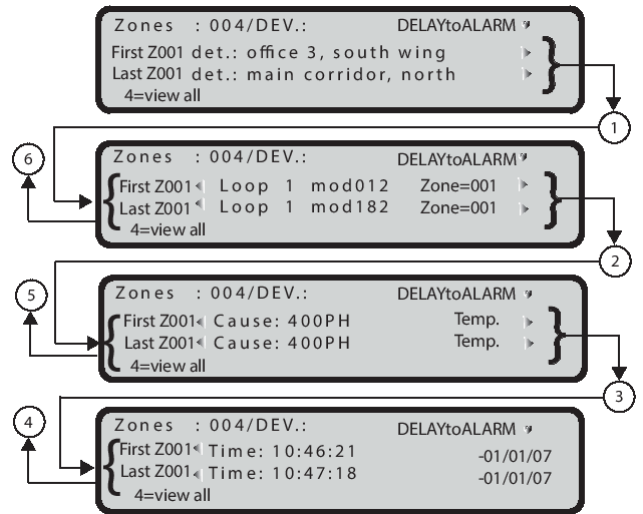 Zones : 004/DEV.: DELAYtoALARM
First Z001 det.: office 3, south wing
Last Z001 det.: main corridor, north
4=view all
1
6
Zones : 004/DEV.: DELAYtoALARM
First Z001 Loop 1 mod012 Zone=001
Last Z001 Loop 1 mod182 Zone=001
4=view all
2
5
Zones : 004/DEV.: DELAYtoALARM
First Z001 Cause: 400PH Temp.
Last Z001 Cause: 400PH Temp.
4=view all
3
4
Zones : 004/DEV.: DELAYtoALARM
First Z001 Time: 10:46:21 -01/01/07
Last Z001 Time: 10:47:18 -01/01/07
4=view all